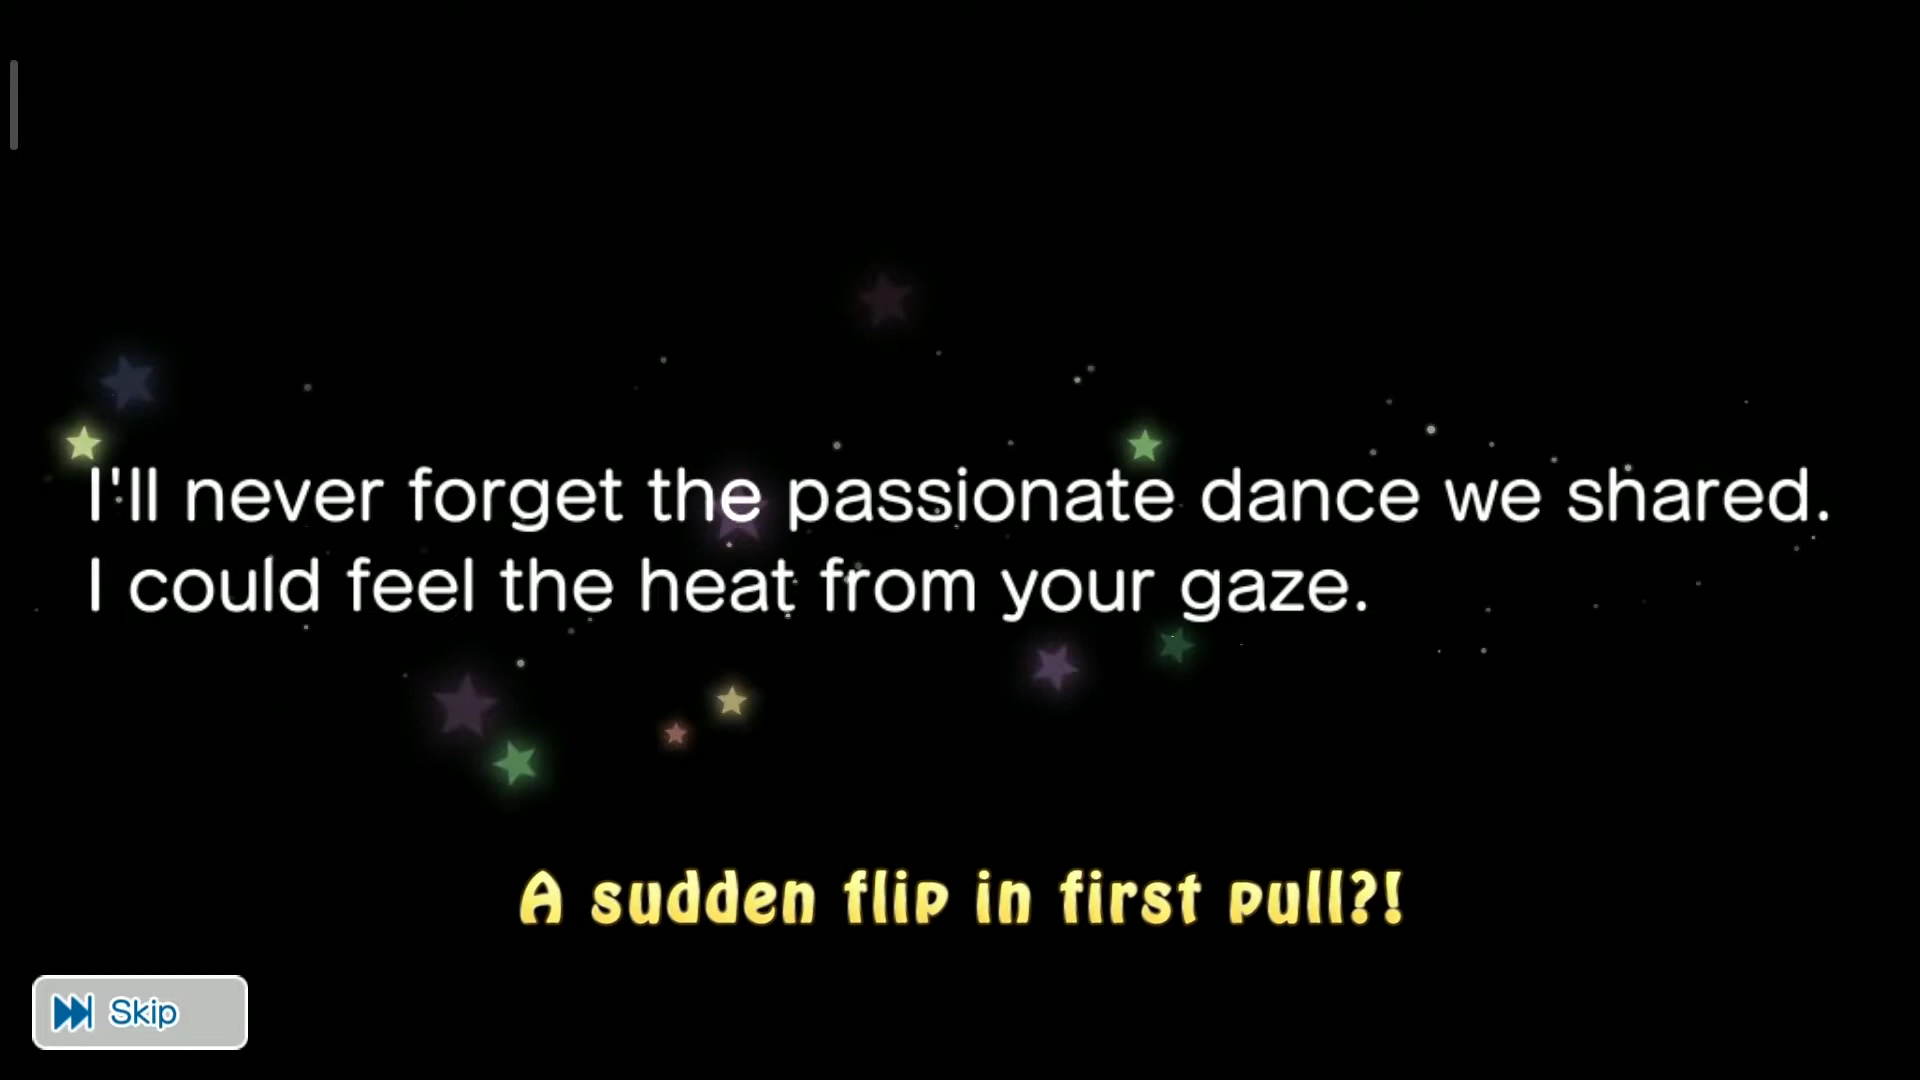 I'll never forget the passionate dance we shared.
I could feel the heat from your gaze.
A sudden flip in first pull?!
Skip